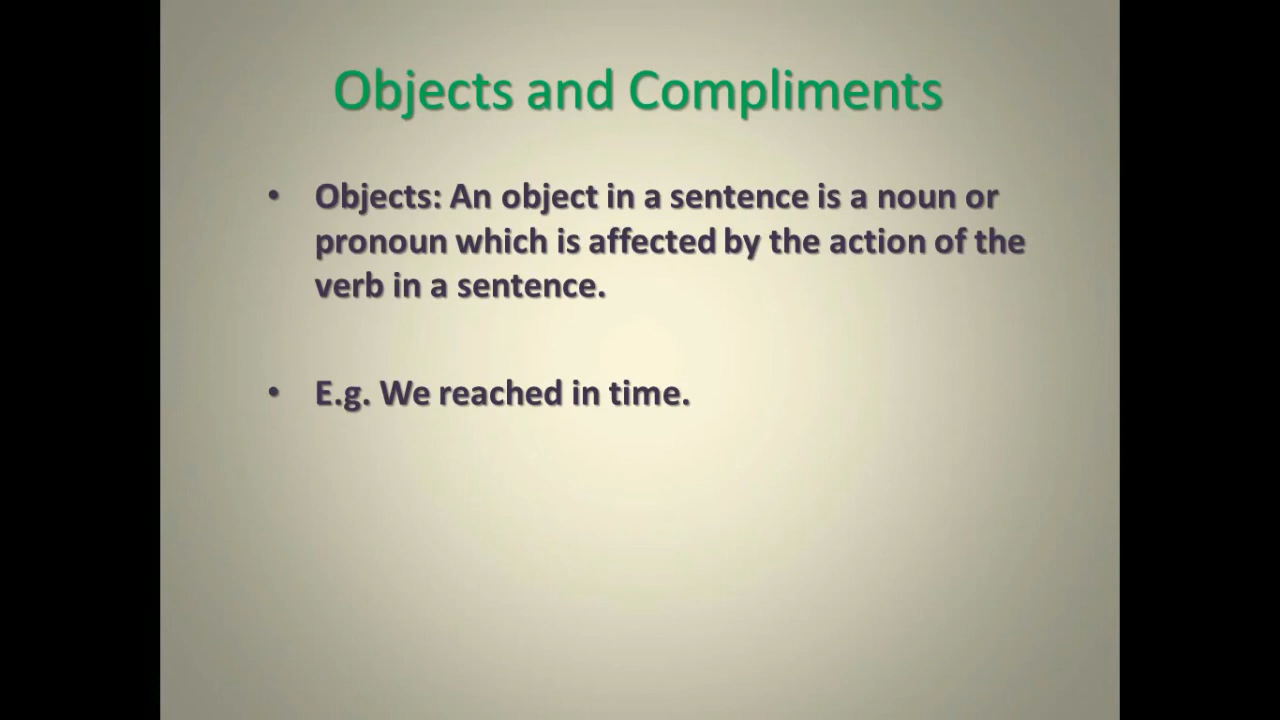 Objects and Compliments
• Objects: An object in a sentence is a noun or
pronoun which is affected by the action of the
verb in a sentence.
• E.g. We reached in time.